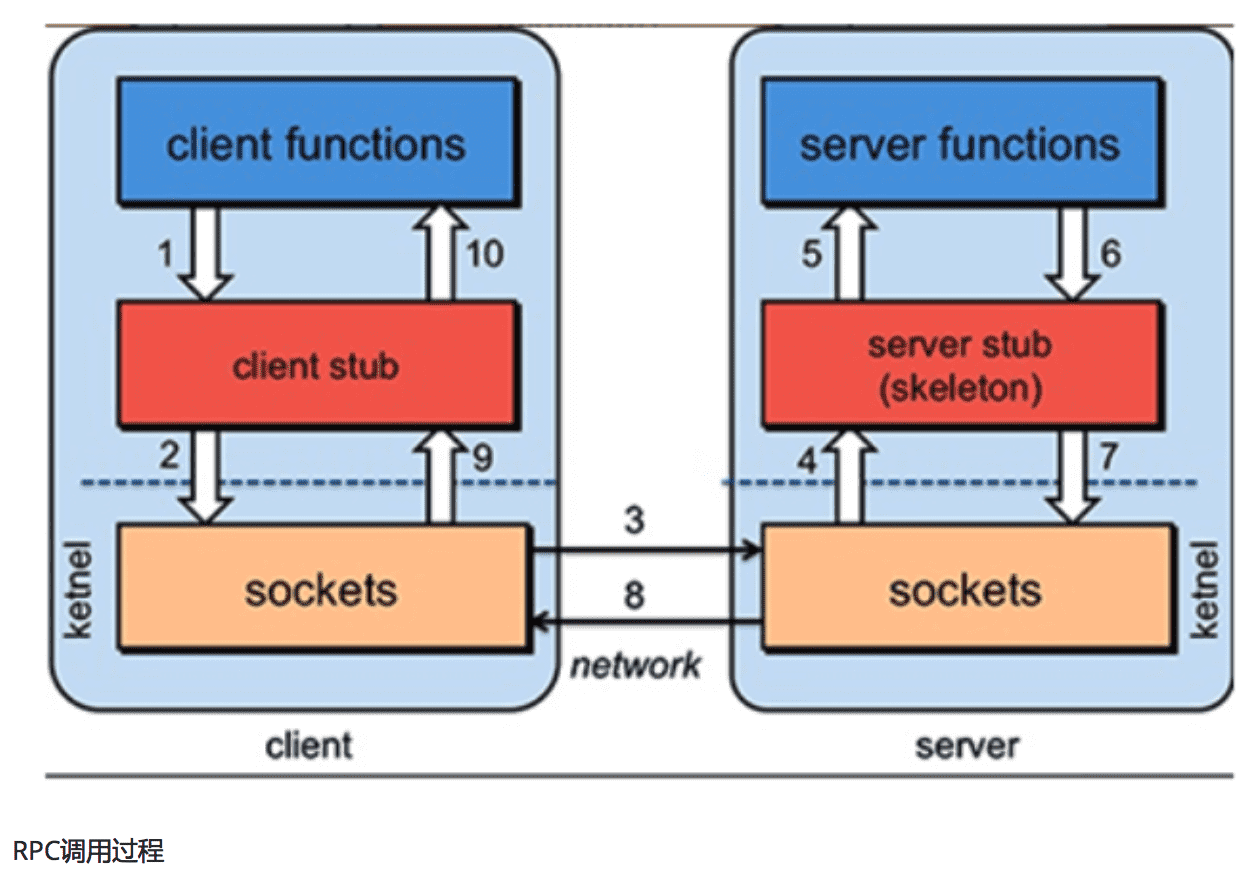 client functions
server functions
1
10
5
6
client stub
server stub
(skeleton)
2
9
4
7
3
ketnel
sockets
8
sockets
ketnel
network
client
server
RPC调用过程